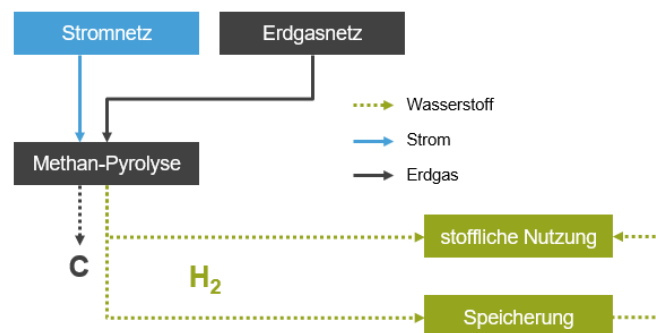 Stromnetz
Erdgasnetz
Wasserstoff
Strom
Methan-Pyrolyse
Erdgas
stoffliche Nutzung
C
H₂
Speicherung